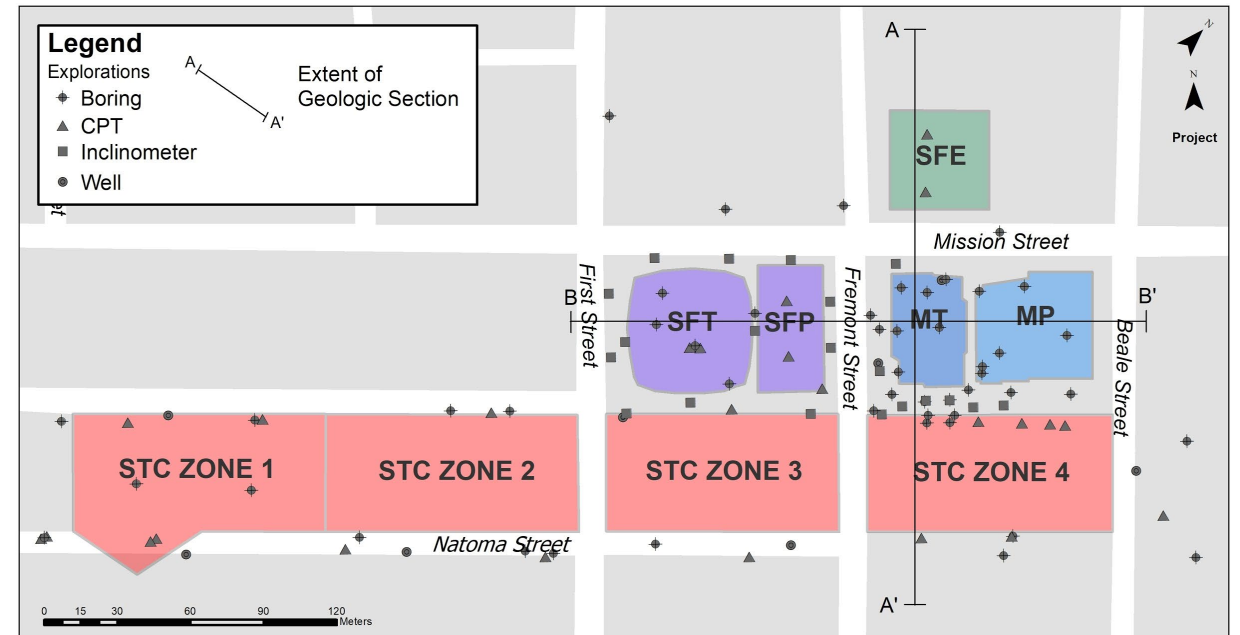 Legend
Explorations
Boring
CPT
Inclinometer
Well
A
A'
Extent of
Geologic Section
N
N
Project
A
SFE
Mission Street
First Street
Fremont Street
Beale Street
B
SFT
SFP
MT
MP
B'
STC ZONE 1
STC ZONE 2
STC ZONE 3
STC ZONE 4
Natoma Street
A'
0 15 30 60 90 120
Meters